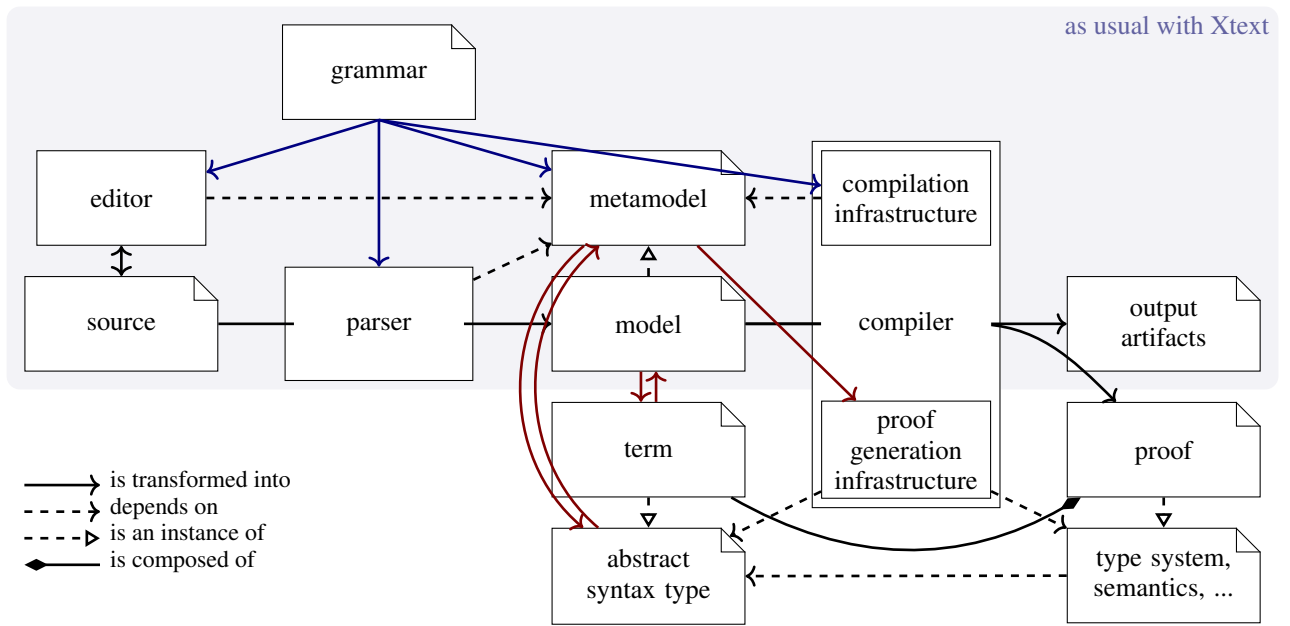 as usual with Xtext
grammar
editor
metamodel
compilation
infrastructure
source
parser
model
compiler
output
artifacts
term
proof
generation
infrastructure
proof
is transformed into
depends on
is an instance of
is composed of
abstract
syntax type
type system,
semantics, ...